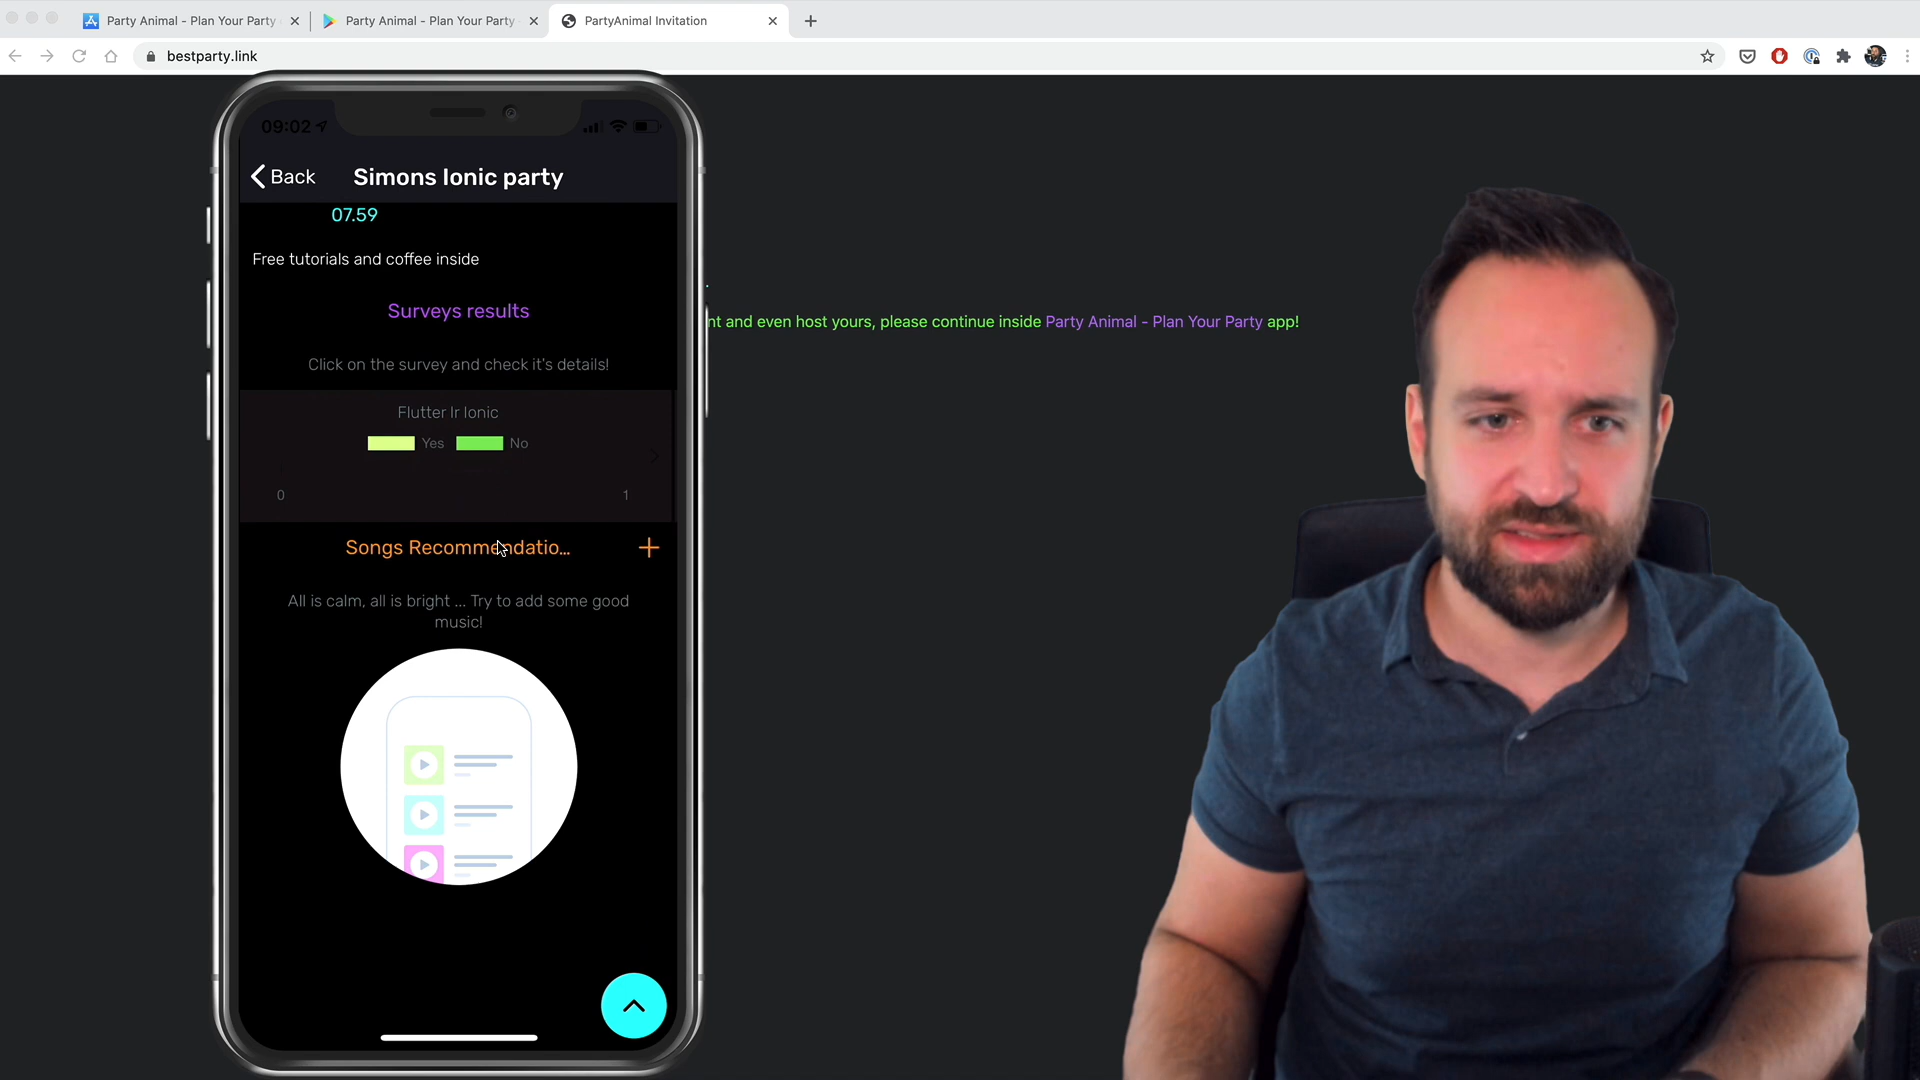 Party Animal - Plan Your Party
Party Animal - Plan Your Party
PartyAnimal Invitation
bestparty.link
09:02
Back
Simons Ionic party
07.59
Free tutorials and coffee inside
Surveys results
nt and even host yours, please continue inside Party Animal - Plan Your Party app!
Click on the survey and check it's details!
Flutter Ir Ionic
Yes No
0 1
Songs Recommendatio...
All is calm, all is bright ... Try to add some good
music!